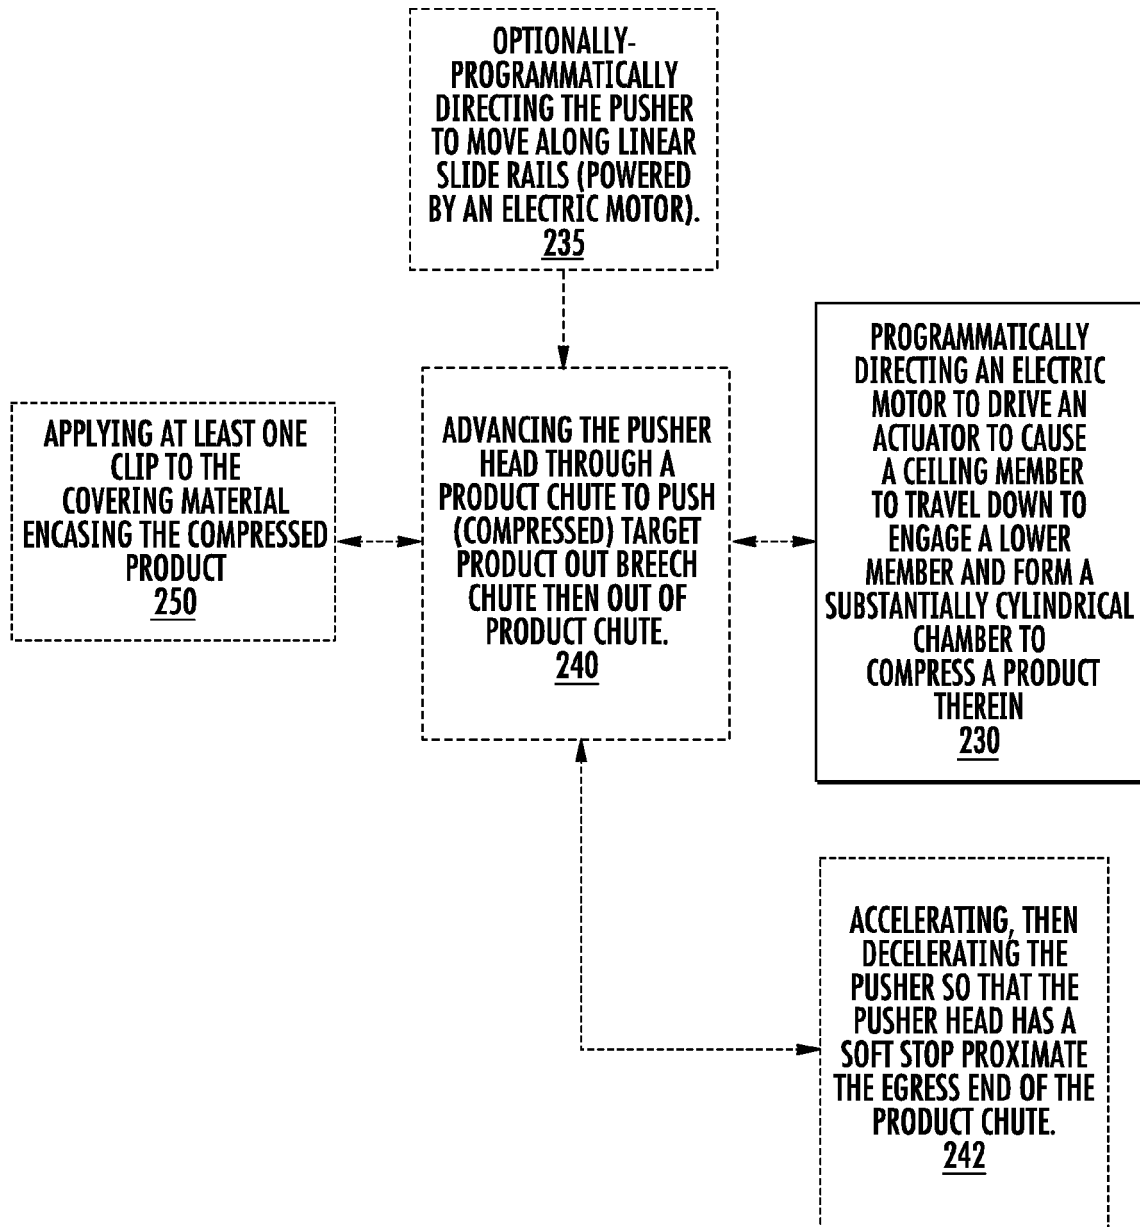 OPTIONALLY-
PROGRAMMATICALLY
DIRECTING THE PUSHER
TO MOVE ALONG LINEAR
SLIDE RAILS (POWERED
BY AN ELECTRIC MOTOR).
235
APPLYING AT LEAST ONE
CLIP TO THE
COVERING MATERIAL
ENCASING THE COMPRESSED
PRODUCT
250
ADVANCING THE PUSHER
HEAD THROUGH A
PRODUCT CHUTE TO PUSH
(COMPRESSED) TARGET
PRODUCT OUT BREECH
CHUTE THEN OUT OF
PRODUCT CHUTE.
240
PROGRAMMATICALLY
DIRECTING AN ELECTRIC
MOTOR TO DRIVE AN
ACTUATOR TO CAUSE
A CEILING MEMBER
TO TRAVEL DOWN TO
ENGAGE A LOWER
MEMBER AND FORM A
SUBSTANTIALLY CYLINDRICAL
CHAMBER TO
COMPRESS A PRODUCT
THEREIN
230
ACCELERATING, THEN
DECELERATING THE
PUSHER SO THAT THE
PUSHER HEAD HAS A
SOFT STOP PROXIMATE
THE EGRESS END OF THE
PRODUCT CHUTE.
242